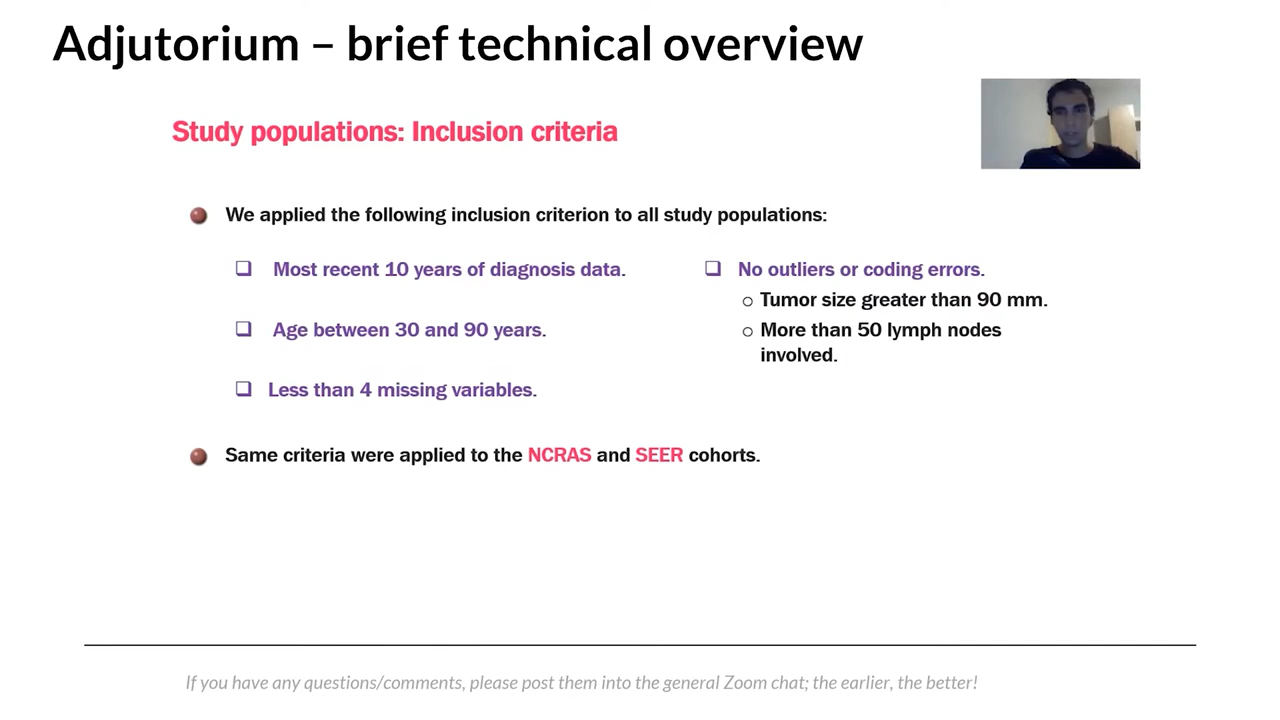 Adjutorium – brief technical overview
Study populations: Inclusion criteria
We applied the following inclusion criterion to all study populations:
Most recent 10 years of diagnosis data.
Age between 30 and 90 years.
Less than 4 missing variables.
No outliers or coding errors.
Tumor size greater than 90 mm.
More than 50 lymph nodes
involved.
Same criteria were applied to the NCRAS and SEER cohorts.
If you have any questions/comments, please post them into the general Zoom chat; the earlier, the better!